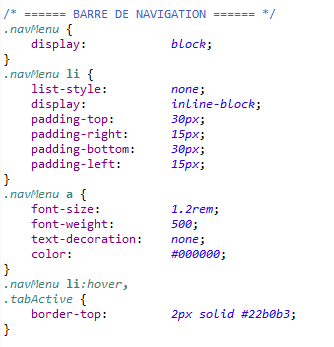 /* ====== BARRE DE NAVIGATION ====== */
.navMenu {
    display:            block;
}
.navMenu li {
    list-style:         none;
    display:            inline-block;
    padding-top:        30px;
    padding-right:      15px;
    padding-bottom:     30px;
    padding-left:       15px;
}
.navMenu a {
    font-size:          1.2rem;
    font-weight:        500;
    text-decoration:    none;
    color:              #000000;
}
.navMenu li:hover,
.tabActive {
    border-top:         2px solid #22b0b3;
}